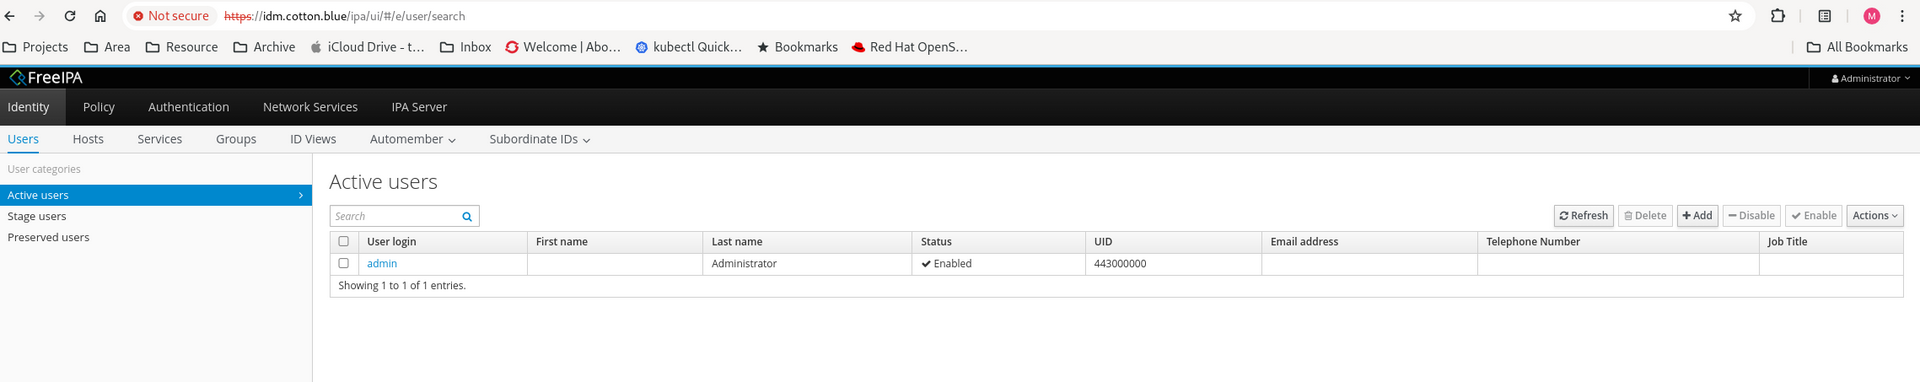 Not secure https://idm.cotton.blue/ipa/ui/#/e/user/search M
Projects Area Resource Archive iCloud Drive - t... Inbox Welcome | Abo... kubectl Quick... Bookmarks Red Hat OpenS... All Bookmarks
FreeIPA Administrator
Identity Policy Authentication Network Services IPA Server
Users Hosts Services Groups ID Views Automember Subordinate IDs
User categories
Active users
Stage users
Preserved users
Active users
Search Refresh Delete +Add Disable Enable Actions
User login First name Last name Status UID Email address Telephone Number Job Title
admin Administrator Enabled 443000000
Showing 1 to 1 of 1 entries.